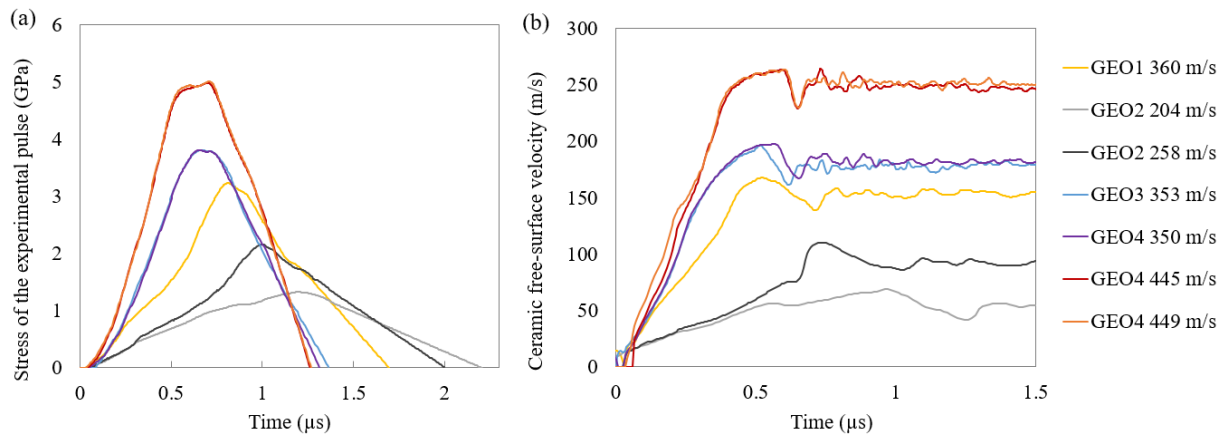 (a)
Stress of the experimental pulse (GPa)
6
5
4
3
2
1
0
0 0.5 1 1.5 2
Time (µs)
(b)
Ceramic free-surface velocity (m/s)
300
250
200
150
100
50
0
0 0.5 1 1.5
Time (µs)
GEO1 360 m/s
GEO2 204 m/s
GEO2 258 m/s
GEO3 353 m/s
GEO4 350 m/s
GEO4 445 m/s
GEO4 449 m/s